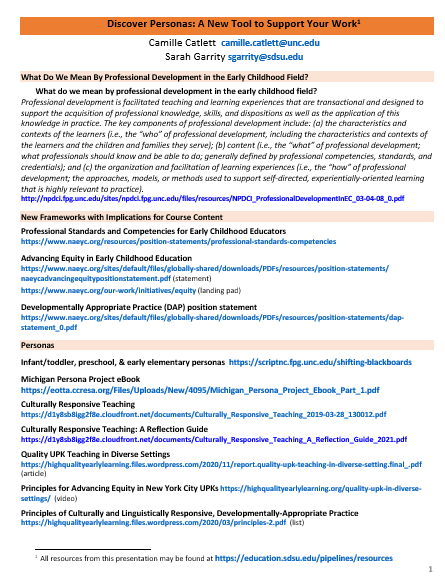 Discover Personas: A New Tool to Support Your Work¹
Camille Catlett camille.catlett@unc.edu
Sarah Garrity sgarrity@sdsu.edu
What Do We Mean By Professional Development in the Early Childhood Field?
What do we mean by professional development in the early childhood field?
Professional development is facilitated teaching and learning experiences that are transactional and designed to
support the acquisition of professional knowledge, skills, and dispositions as well as the application of this
knowledge in practice. The key components of professional development include: (a) the characteristics and
contexts of the learners (i.e., the "who" of professional development, including the characteristics and contexts of
the learners and the children and families they serve); (b) content (i.e., the "what" of professional development;
what professionals should know and be able to do; generally defined by professional competencies, standards, and
credentials); and (c) the organization and facilitation of learning experiences (i.e., the "how" of professional
development; the approaches, models, or methods used to support self-directed, experientially-oriented learning
that is highly relevant to practice).
http://npdci.fpg.unc.edu/sites/npdci.fpg.unc.edu/files/resources/NPDCI_ProfessionalDevelopmentInEC_03-04-08_0.pdf
New Frameworks with Implications for Course Content
Professional Standards and Competencies for Early Childhood Educators
https://www.naeyc.org/resources/position-statements/professional-standards-competencies
Advancing Equity in Early Childhood Education
https://www.naeyc.org/sites/default/files/globally-shared/downloads/PDFs/resources/position-statements/
naeycadvancingequitypositionstatement.pdf (statement)
https://www.naeyc.org/our-work/initiatives/equity (landing pad)
Developmentally Appropriate Practice (DAP) position statement
https://www.naeyc.org/sites/default/files/globally-shared/downloads/PDFs/resources/position-statements/dap-
statement_0.pdf
Personas
Infant/toddler, preschool, & early elementary personas https://scriptnc.fpg.unc.edu/shifting-blackboards
Michigan Persona Project eBook
https://eotta.ccresa.org/Files/Uploads/New/4095/Michigan_Persona_Project_Ebook_Part_1.pdf
Culturally Responsive Teaching
https://d1y8sb8igg2f8e.cloudfront.net/documents/Culturally_Responsive_Teaching_2019-03-28_130012.pdf
Culturally Responsive Teaching: A Reflection Guide
https://d1y8sb8igg2f8e.cloudfront.net/documents/Culturally_Responsive_Teaching_A_Reflection_Guide_2021.pdf
Quality UPK Teaching in Diverse Settings
https://highqualityearlylearning.files.wordpress.com/2020/11/report.quality-upk-teaching-in-diverse-setting.final_.pdf
(article)
Principles for Advancing Equity in New York City UPKs https://highqualityearlylearning.org/quality-upk-in-diverse-
settings/ (video)
Principles of Culturally and Linguistically Responsive, Developmentally-Appropriate Practice
https://highqualityearlylearning.files.wordpress.com/2020/03/principles-2.pdf (list)
¹ All resources from this presentation may be found at https://education.sdsu.edu/pipelines/resources
1